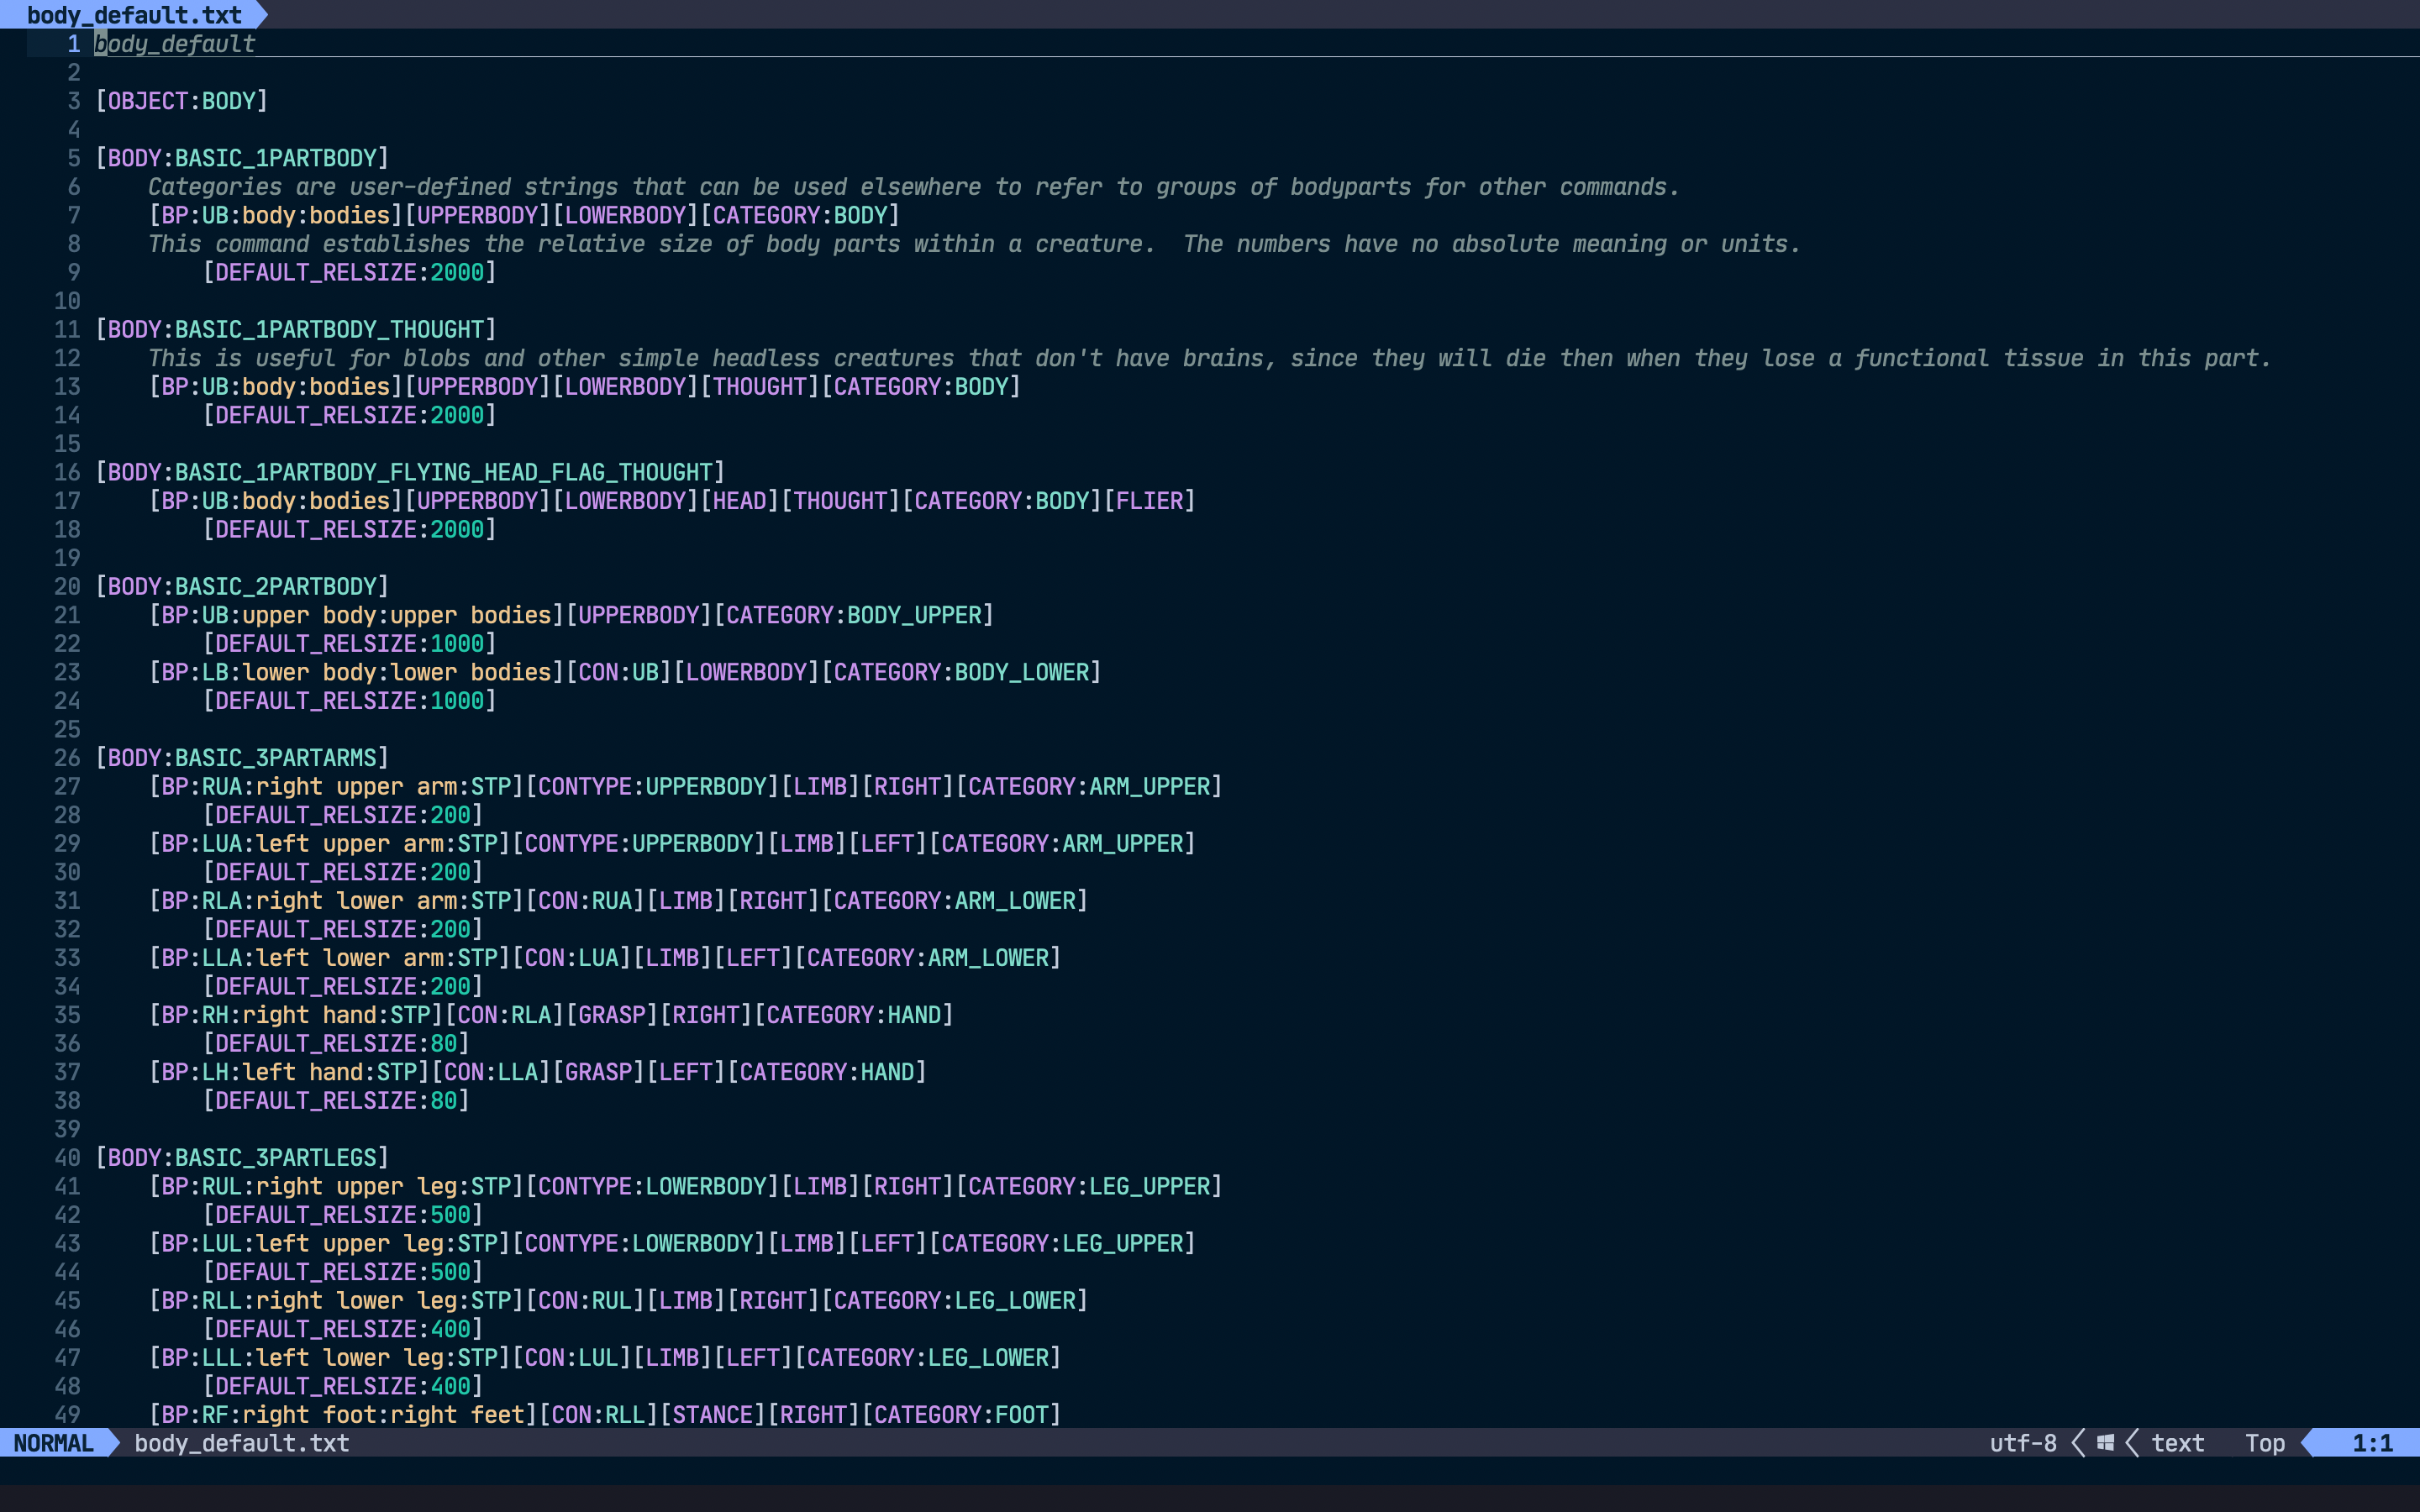 body_default.txt
1 body_default
2
3 [OBJECT:BODY]
4
5 [BODY:BASIC_1PARTBODY]
6     Categories are user-defined strings that can be used elsewhere to refer to groups of bodyparts for other commands.
7     [BP:UB:body:bodies][UPPERBODY][LOWERBODY][CATEGORY:BODY]
8     This command establishes the relative size of body parts within a creature.  The numbers have no absolute meaning or units.
9         [DEFAULT_RELSIZE:2000]
10
11 [BODY:BASIC_1PARTBODY_THOUGHT]
12     This is useful for blobs and other simple headless creatures that don't have brains, since they will die then when they lose a functional tissue in this part.
13     [BP:UB:body:bodies][UPPERBODY][LOWERBODY][THOUGHT][CATEGORY:BODY]
14         [DEFAULT_RELSIZE:2000]
15
16 [BODY:BASIC_1PARTBODY_FLYING_HEAD_FLAG_THOUGHT]
17     [BP:UB:body:bodies][UPPERBODY][LOWERBODY][HEAD][THOUGHT][CATEGORY:BODY][FLIER]
18         [DEFAULT_RELSIZE:2000]
19
20 [BODY:BASIC_2PARTBODY]
21     [BP:UB:upper body:upper bodies][UPPERBODY][CATEGORY:BODY_UPPER]
22         [DEFAULT_RELSIZE:1000]
23     [BP:LB:lower body:lower bodies][CON:UB][LOWERBODY][CATEGORY:BODY_LOWER]
24         [DEFAULT_RELSIZE:1000]
25
26 [BODY:BASIC_3PARTARMS]
27     [BP:RUA:right upper arm:STP][CONTYPE:UPPERBODY][LIMB][RIGHT][CATEGORY:ARM_UPPER]
28         [DEFAULT_RELSIZE:200]
29     [BP:LUA:left upper arm:STP][CONTYPE:UPPERBODY][LIMB][LEFT][CATEGORY:ARM_UPPER]
30         [DEFAULT_RELSIZE:200]
31     [BP:RLA:right lower arm:STP][CON:RUA][LIMB][RIGHT][CATEGORY:ARM_LOWER]
32         [DEFAULT_RELSIZE:200]
33     [BP:LLA:left lower arm:STP][CON:LUA][LIMB][LEFT][CATEGORY:ARM_LOWER]
34         [DEFAULT_RELSIZE:200]
35     [BP:RH:right hand:STP][CON:RLA][GRASP][RIGHT][CATEGORY:HAND]
36         [DEFAULT_RELSIZE:80]
37     [BP:LH:left hand:STP][CON:LLA][GRASP][LEFT][CATEGORY:HAND]
38         [DEFAULT_RELSIZE:80]
39
40 [BODY:BASIC_3PARTLEGS]
41     [BP:RUL:right upper leg:STP][CONTYPE:LOWERBODY][LIMB][RIGHT][CATEGORY:LEG_UPPER]
42         [DEFAULT_RELSIZE:500]
43     [BP:LUL:left upper leg:STP][CONTYPE:LOWERBODY][LIMB][LEFT][CATEGORY:LEG_UPPER]
44         [DEFAULT_RELSIZE:500]
45     [BP:RLL:right lower leg:STP][CON:RUL][LIMB][RIGHT][CATEGORY:LEG_LOWER]
46         [DEFAULT_RELSIZE:400]
47     [BP:LLL:left lower leg:STP][CON:LUL][LIMB][LEFT][CATEGORY:LEG_LOWER]
48         [DEFAULT_RELSIZE:400]
49     [BP:RF:right foot:right feet][CON:RLL][STANCE][RIGHT][CATEGORY:FOOT]
NORMAL body_default.txt utf-8 text Top 1:1